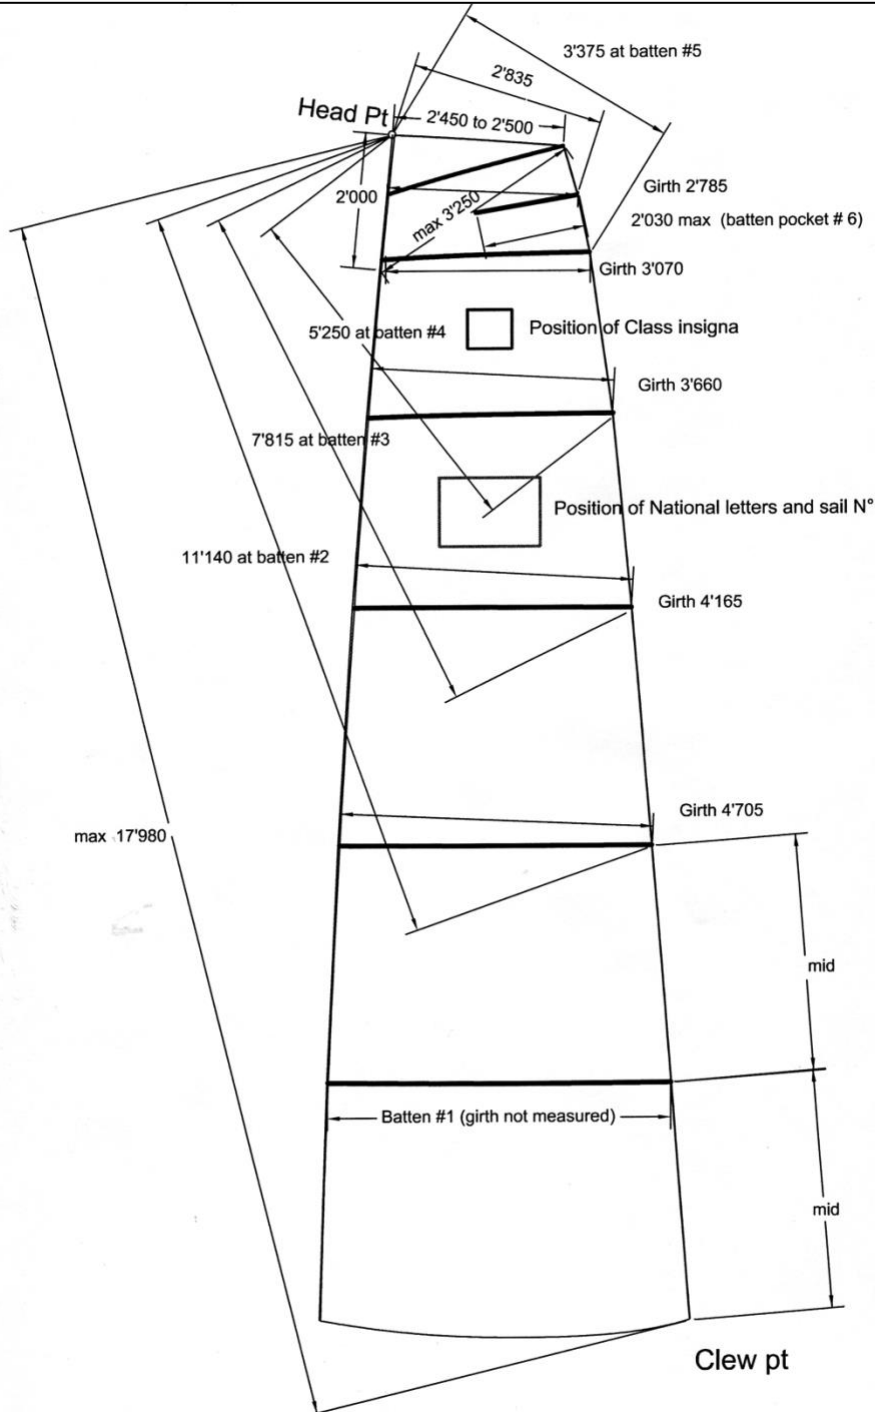 3'375 at batten #5
2'835
Head Pt
2'450 to 2'500
Girth 2'785
2'000
max 3'250
2'030 max (batten pocket # 6)
Girth 3'070
5'250 at batten #4
Position of Class insigna
Girth 3'660
7'815 at batten #3
Position of National letters and sail N°
11'140 at batten #2
Girth 4'165
Girth 4'705
max 17'980
mid
Batten #1 (girth not measured)
mid
Clew pt